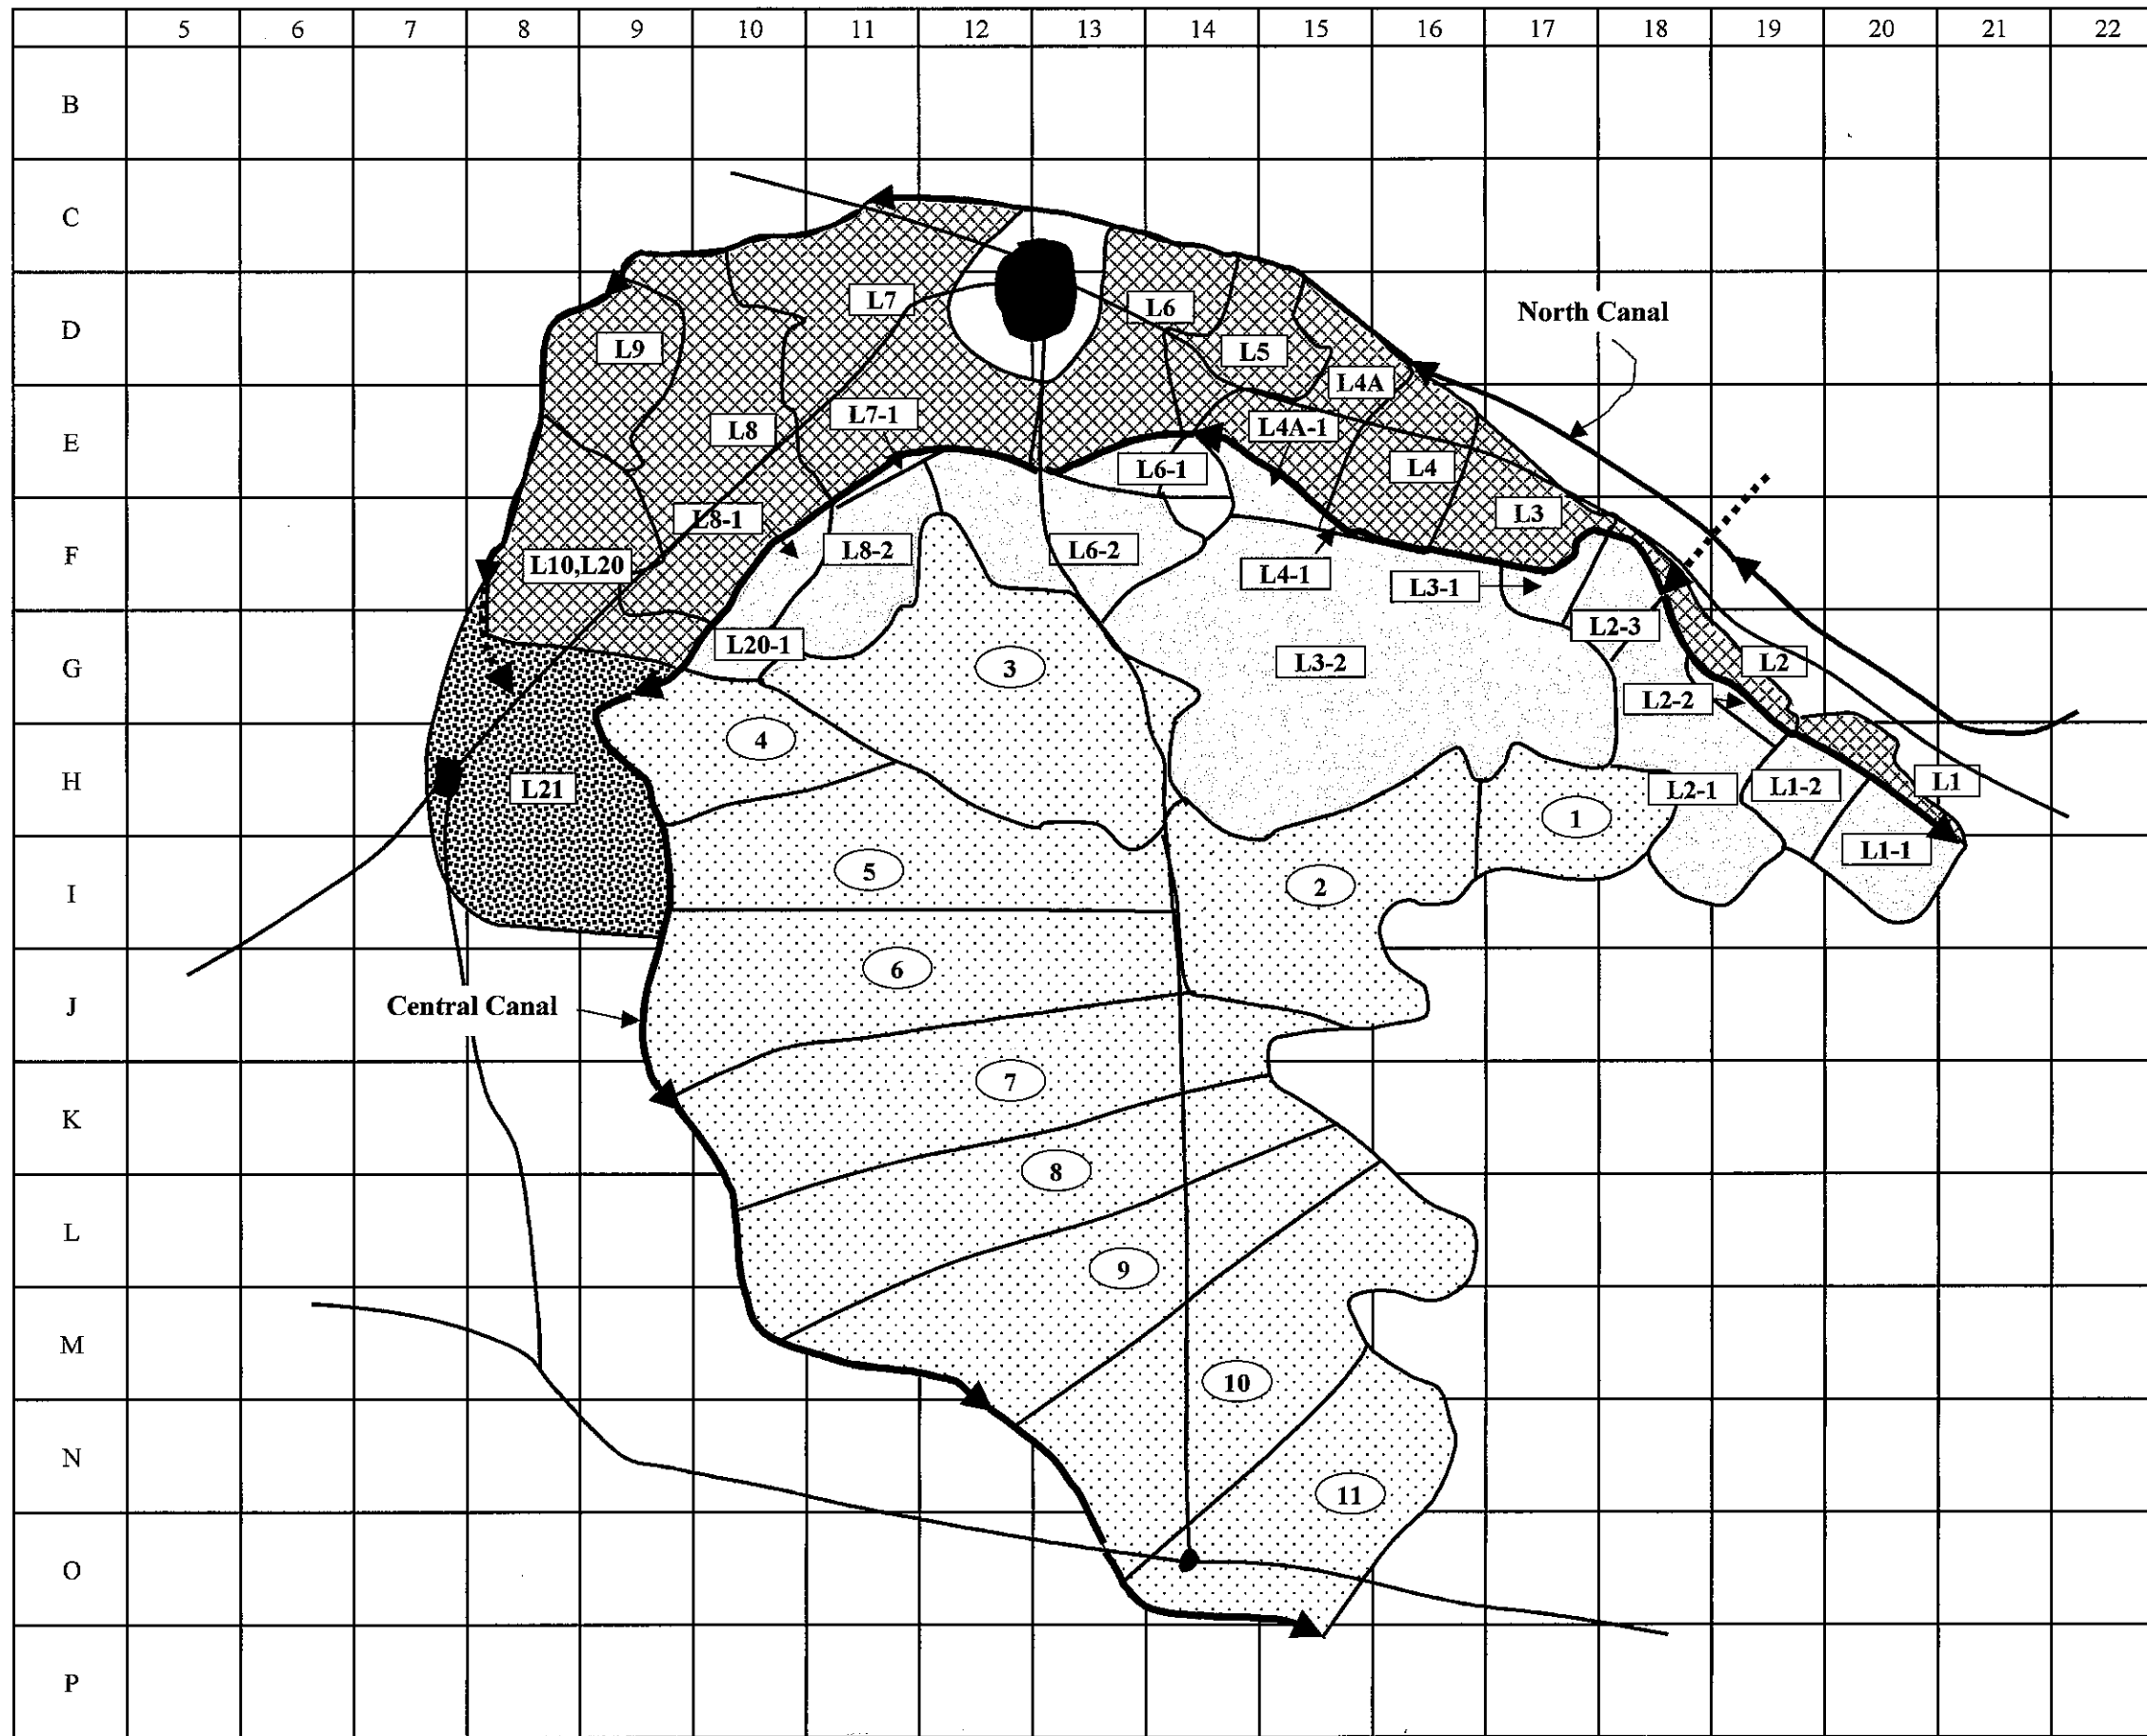 5 6 7 8 9 10 11 12 13 14 15 16 17 18 19 20 21 22
B
C
D
E
F
G
H
I
J
K
L
M
N
O
P
L7
L6
North Canal
L9
L5
L4A
L7-1
L8
L4A-1
L6-1
L4
L8-1
L3
L8-2
L6-2
L10,L20
L4-1
L3-1
L2-3
L20-1
3
L3-2
L2
L2-2
4
L21
L2-1
L1-2
L1
1
L1-1
5
2
6
Central Canal
7
8
9
10
11